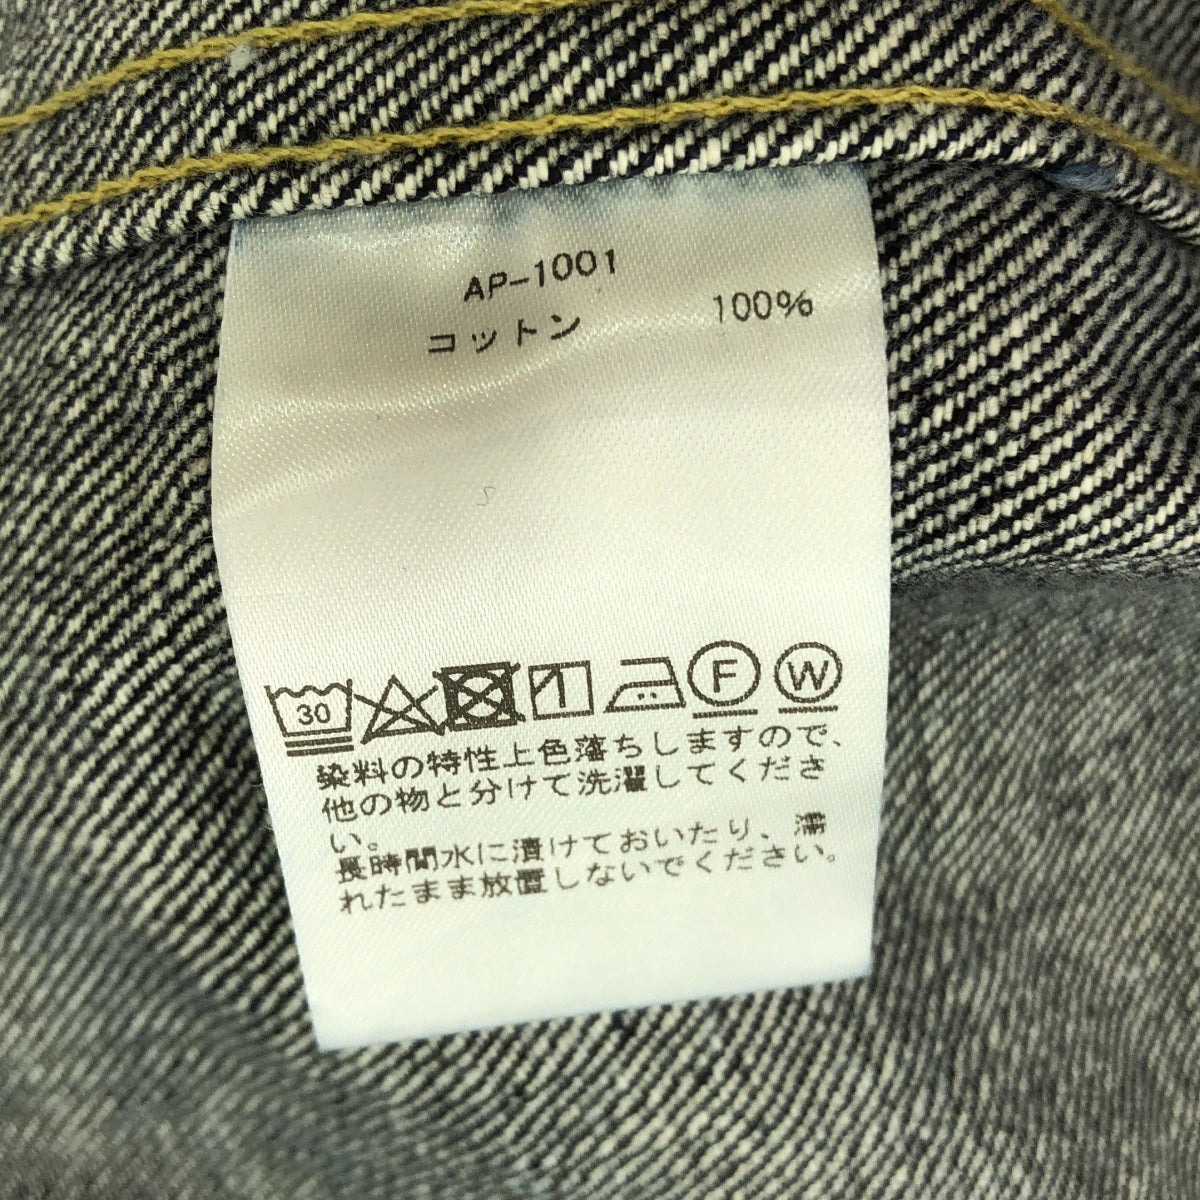 AP-1001
コットン 100%
30
F W
染料の特性上色落ちしますので、
他の物と分けて洗濯してくださ
い。
長時間水に漬けておいたり、濡
れたまま放置しないでください。